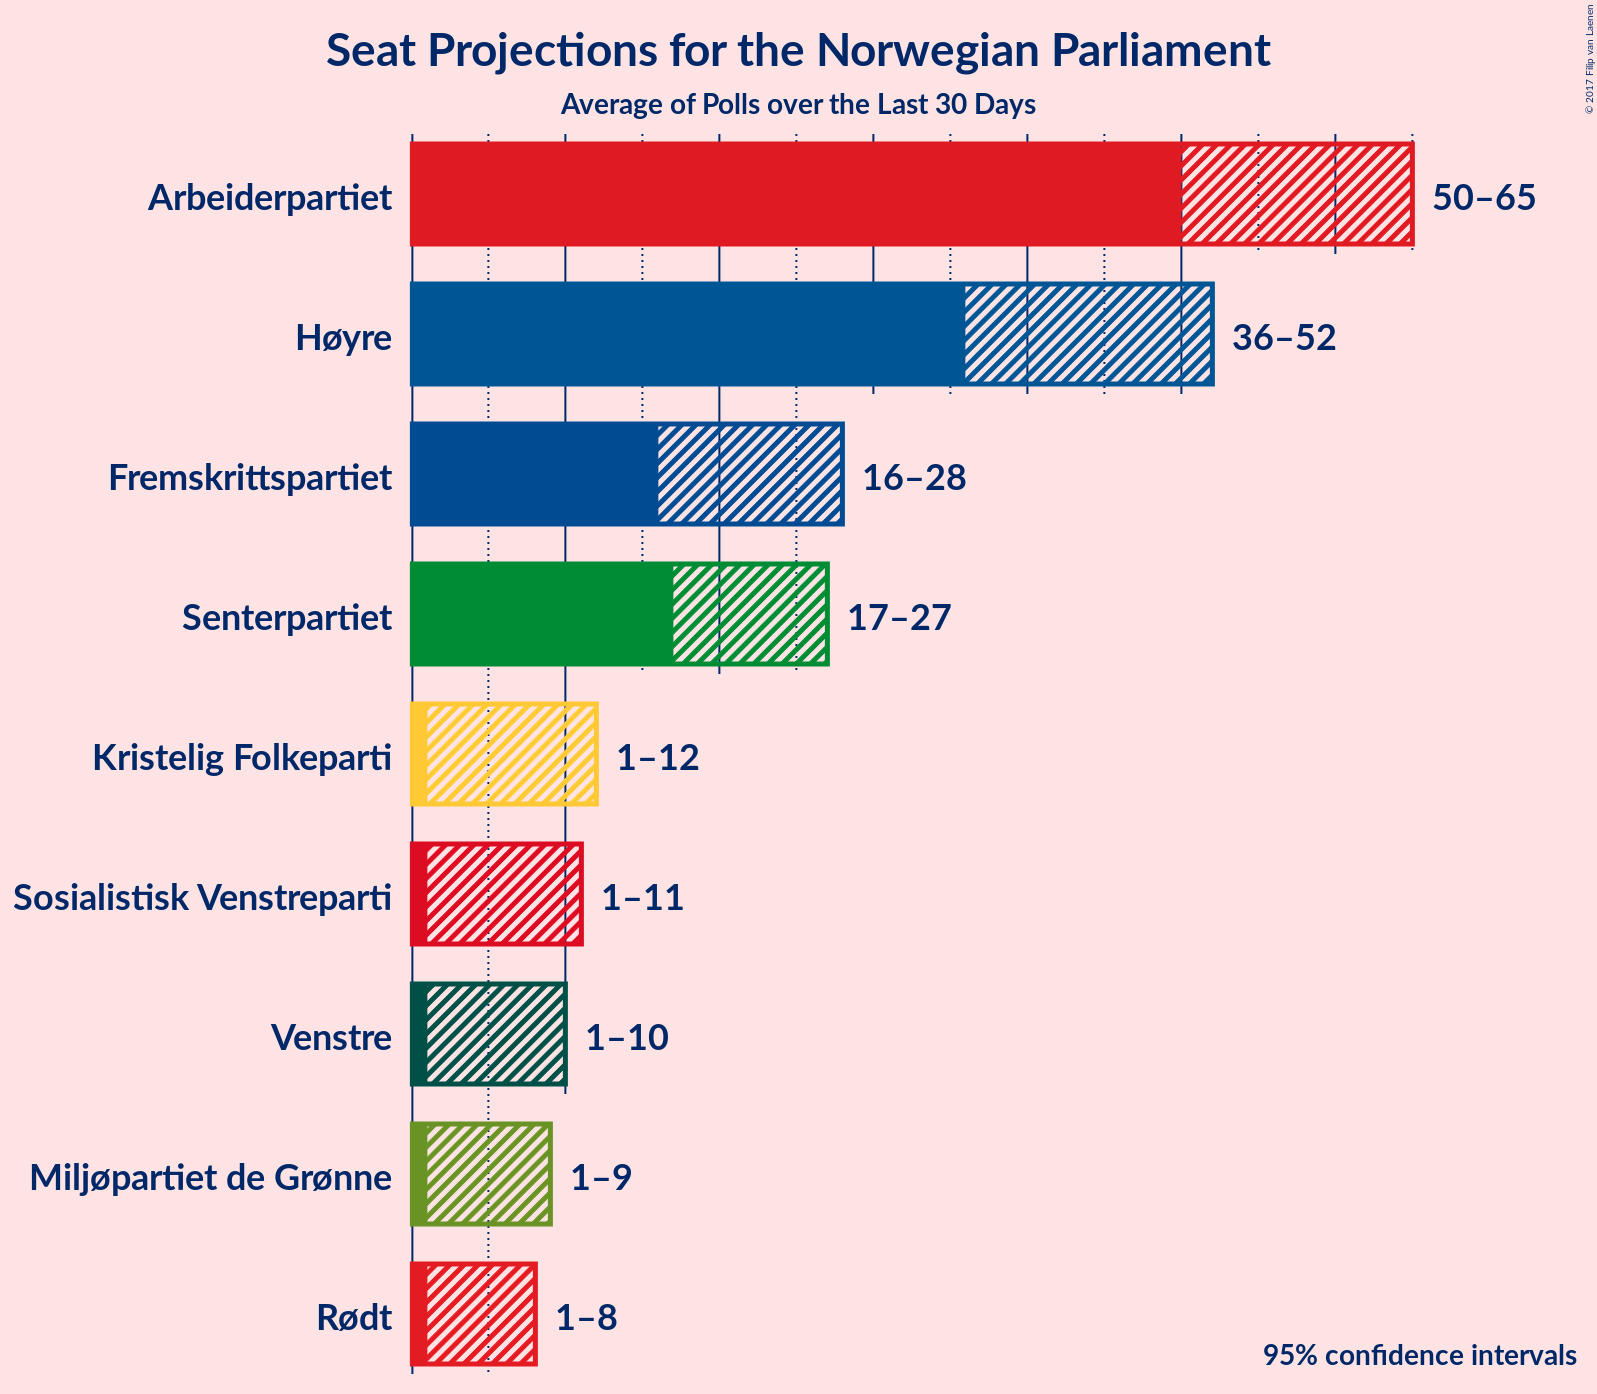 Seat Projections for the Norwegian Parliament
Average of Polls over the Last 30 Days
© 2017 Filip van Laenen
Arbeiderpartiet 50–65
Høyre 36–52
Fremskrittspartiet 16–28
Senterpartiet 17–27
Kristelig Folkeparti 1–12
Sosialistisk Venstreparti 1–11
Venstre 1–10
Miljøpartiet de Grønne 1–9
Rødt 1–8
95% confidence intervals